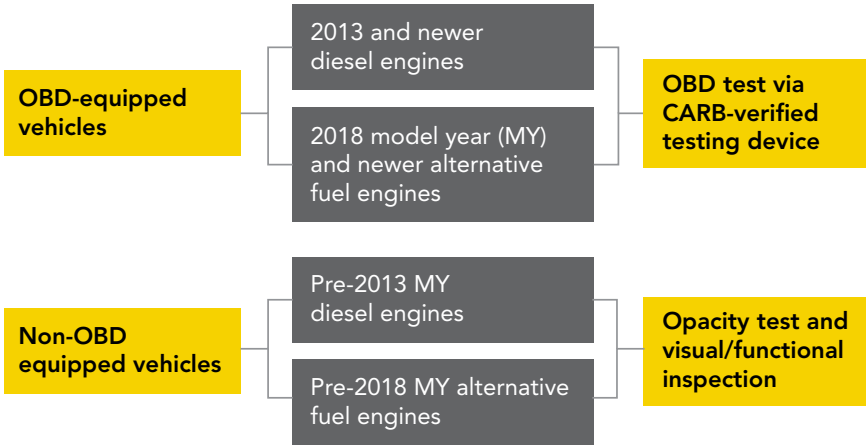 OBD-equipped
vehicles
2013 and newer
diesel engines
2018 model year (MY)
and newer alternative
fuel engines
OBD test via
CARB-verified
testing device
Non-OBD
equipped vehicles
Pre-2013 MY
diesel engines
Pre-2018 MY alternative
fuel engines
Opacity test and
visual/functional
inspection